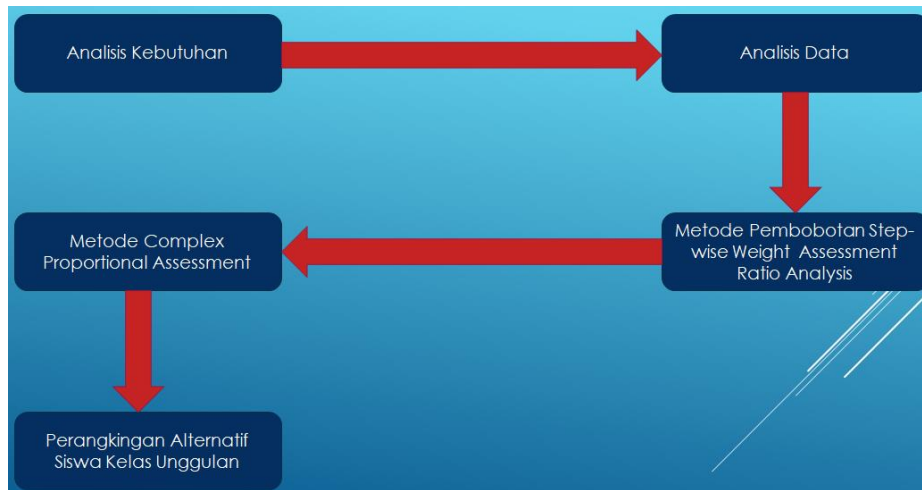 Analisis Kebutuhan
Analisis Data
Metode Pembobotan Step-
wise Weight Assessment
Ratio Analysis
Metode Complex
Proportional Assessment
Perangkingan Alternatif
Siswa Kelas Unggulan